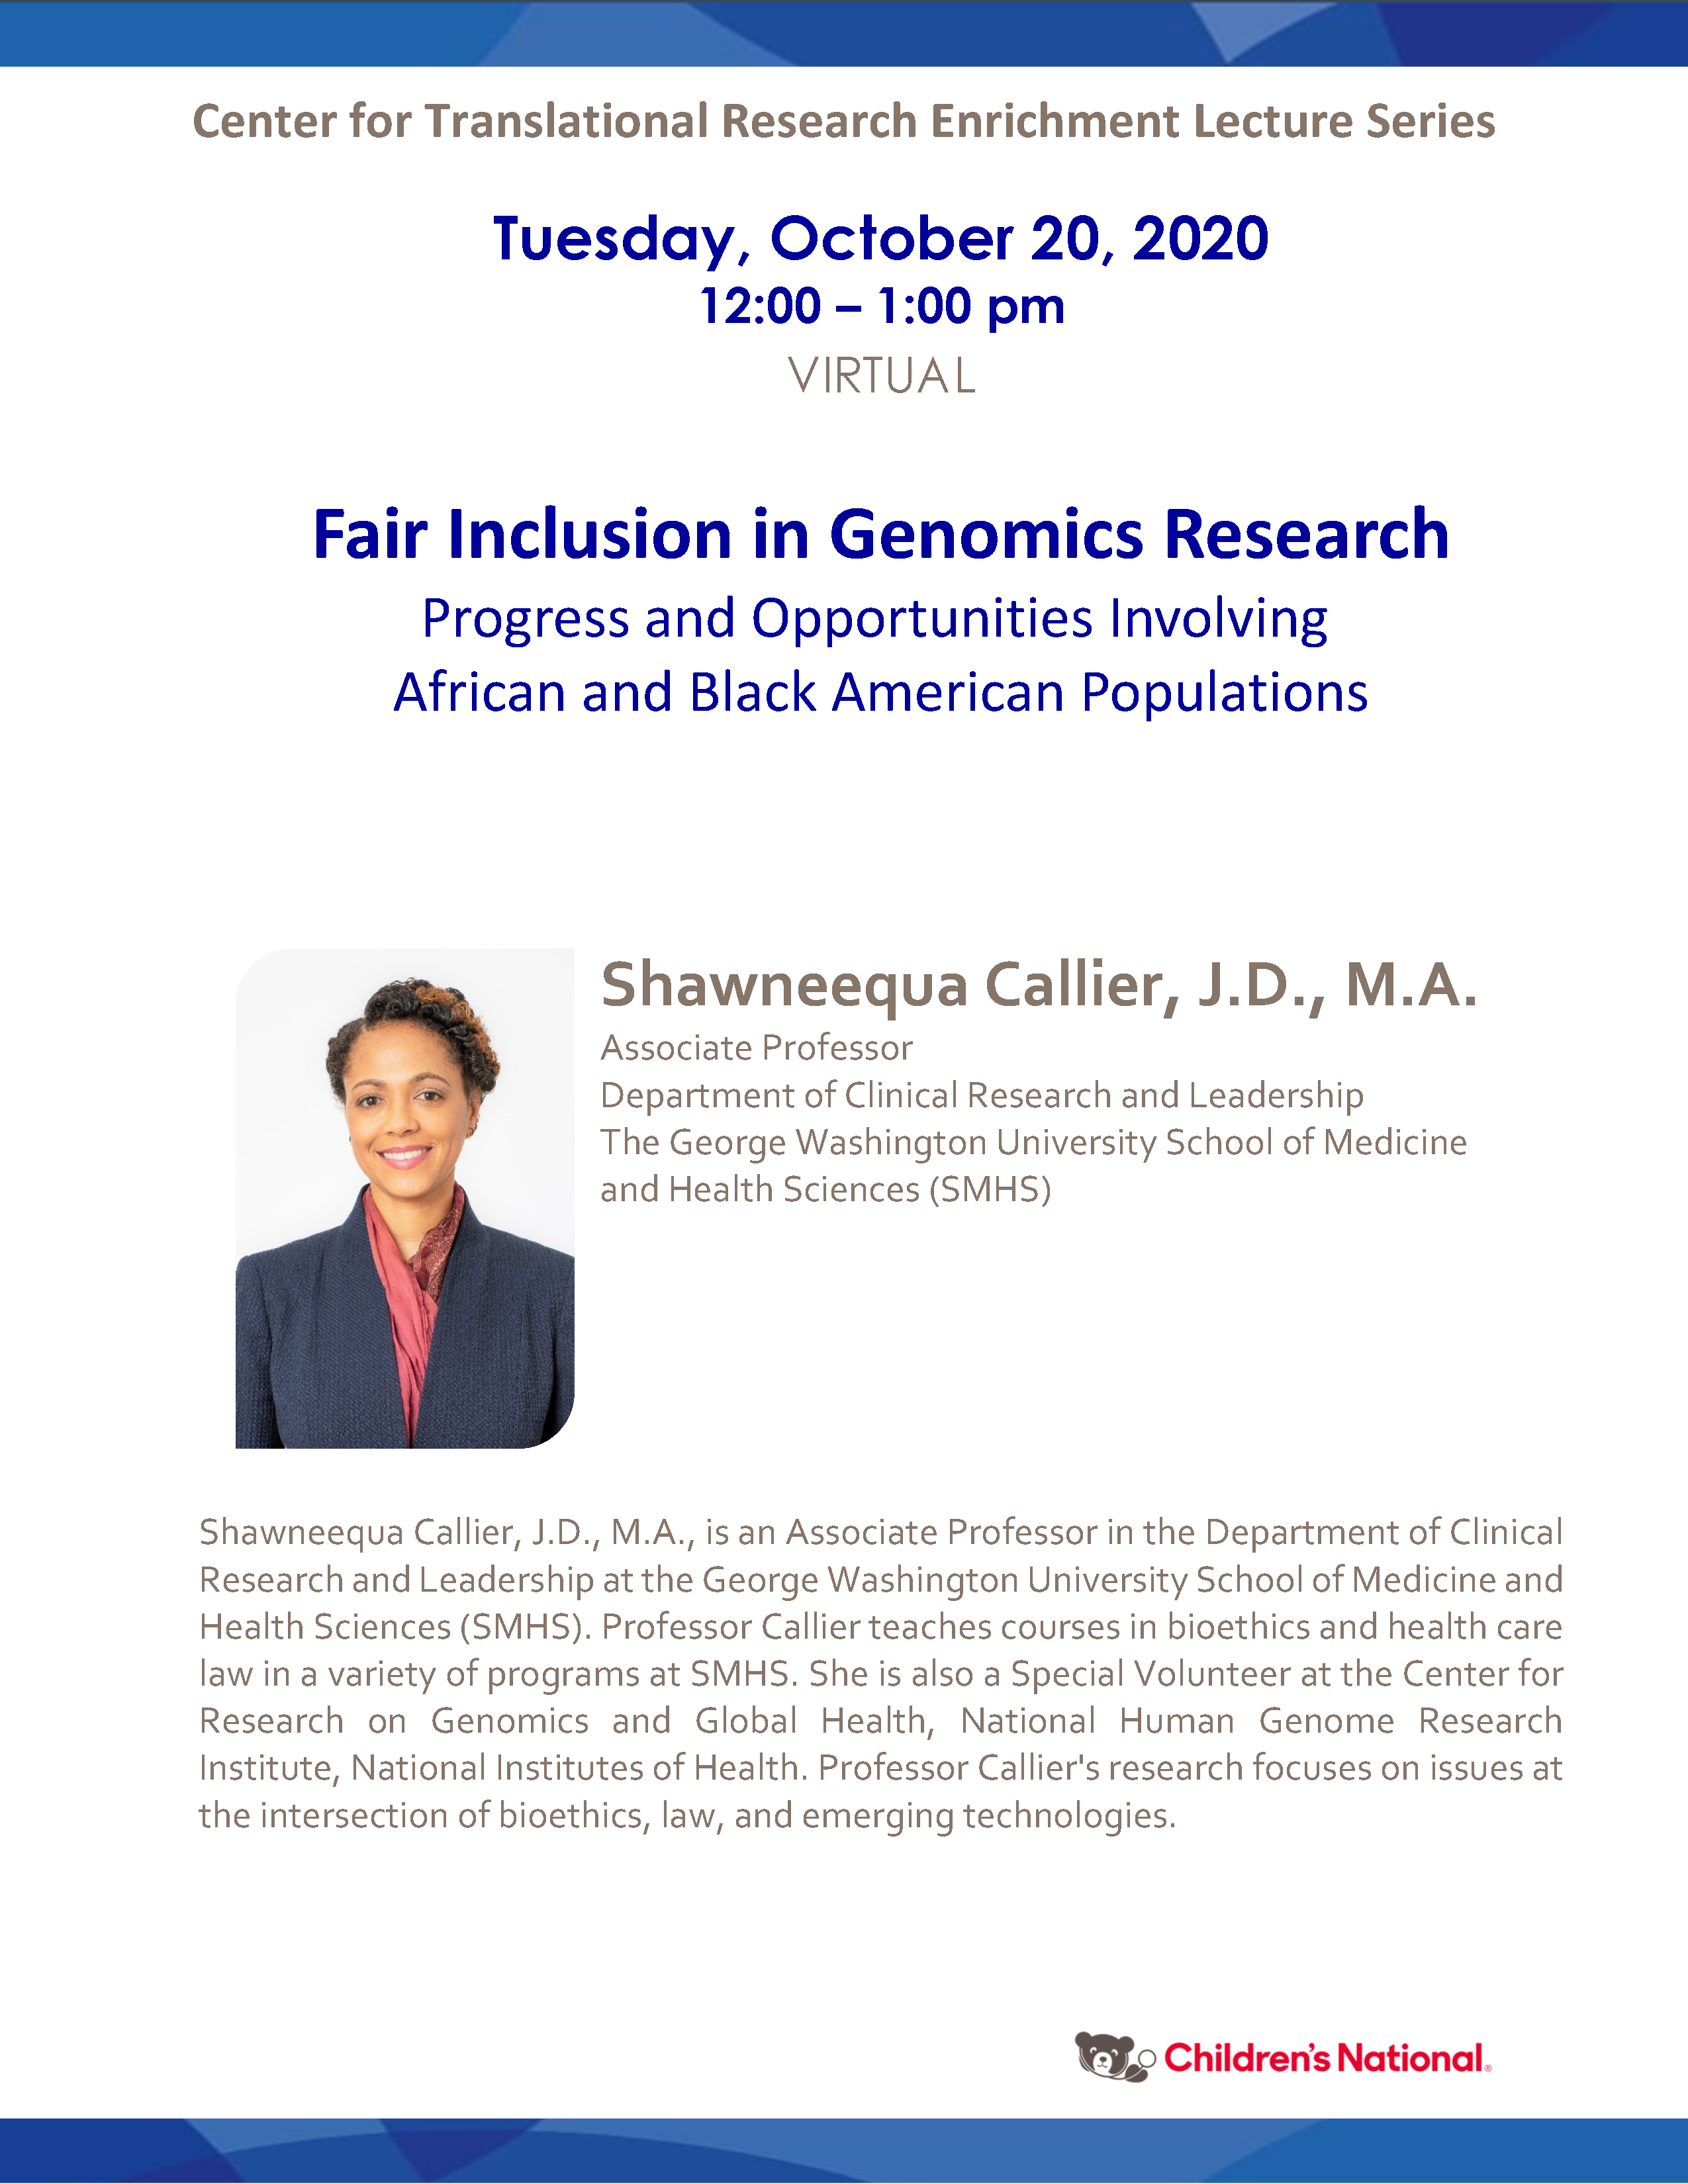 Center for Translational Research Enrichment Lecture Series
Tuesday, October 20, 2020
12:00 – 1:00 pm
VIRTUAL
Fair Inclusion in Genomics Research
Progress and Opportunities Involving
African and Black American Populations
Shawneequa Callier, J.D., M.A.
Associate Professor
Department of Clinical Research and Leadership
The George Washington University School of Medicine
and Health Sciences (SMHS)
Shawneequa Callier, J.D., M.A., is an Associate Professor in the Department of Clinical
Research and Leadership at the George Washington University School of Medicine and
Health Sciences (SMHS). Professor Callier teaches courses in bioethics and health care
law in a variety of programs at SMHS. She is also a Special Volunteer at the Center for
Research on Genomics and Global Health, National Human Genome Research
Institute, National Institutes of Health. Professor Callier's research focuses on issues at
the intersection of bioethics, law, and emerging technologies.
Children's National®